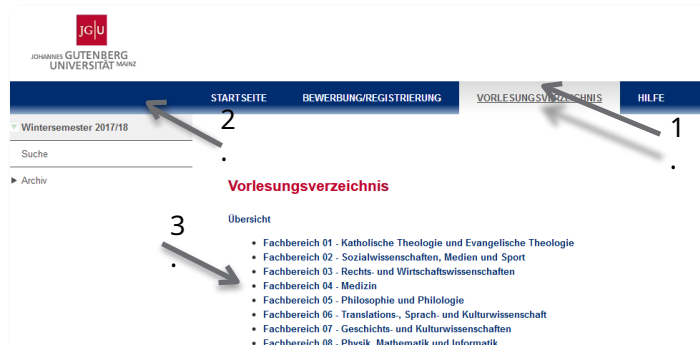 JG|U
JOHANNES GUTENBERG
UNIVERSITÄT MAINZ
STARTSEITE BEWERBUNG/REGISTRIERUNG VORLESUNGSVERZEICHNIS HILFE
1.
2.
Wintersemester 2017/18
Suche
Archiv
Vorlesungsverzeichnis
Übersicht
3.
• Fachbereich 01 - Katholische Theologie und Evangelische Theologie
• Fachbereich 02 - Sozialwissenschaften, Medien und Sport
• Fachbereich 03 - Rechts- und Wirtschaftswissenschaften
• Fachbereich 04 - Medizin
• Fachbereich 05 - Philosophie und Philologie
• Fachbereich 06 - Translations-, Sprach- und Kulturwissenschaft
• Fachbereich 07 - Geschichts- und Kulturwissenschaften
• Fachbereich 08 - Physik, Mathematik und Informatik